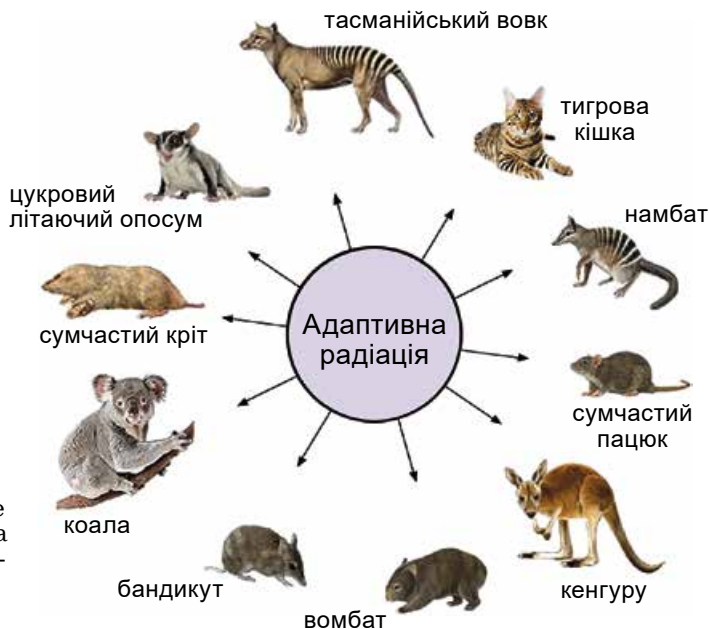 тасманійський вовк
тигрова
кішка
цукровий
літаючий опосум
намбат
сумчастий кріт
Адаптивна
радіація
сумчастий
пацюк
коала
е
а
-
бандикут
вомбат
кенгуру